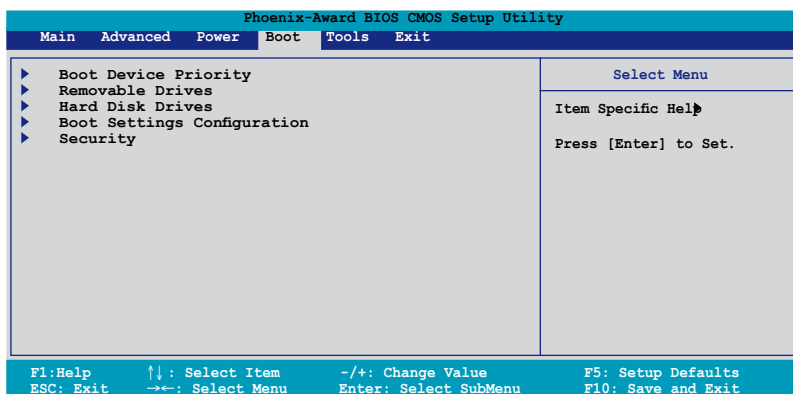 Phoenix-Award BIOS CMOS Setup Utility
Main Advanced Power Boot Tools Exit
Boot Device Priority
Removable Drives
Hard Disk Drives
Boot Settings Configuration
Security
Select Menu
Item Specific Help
Press [Enter] to Set.
F1:Help ↑↓ : Select Item -/+: Change Value F5: Setup Defaults
ESC: Exit →←: Select Menu Enter: Select SubMenu F10: Save and Exit